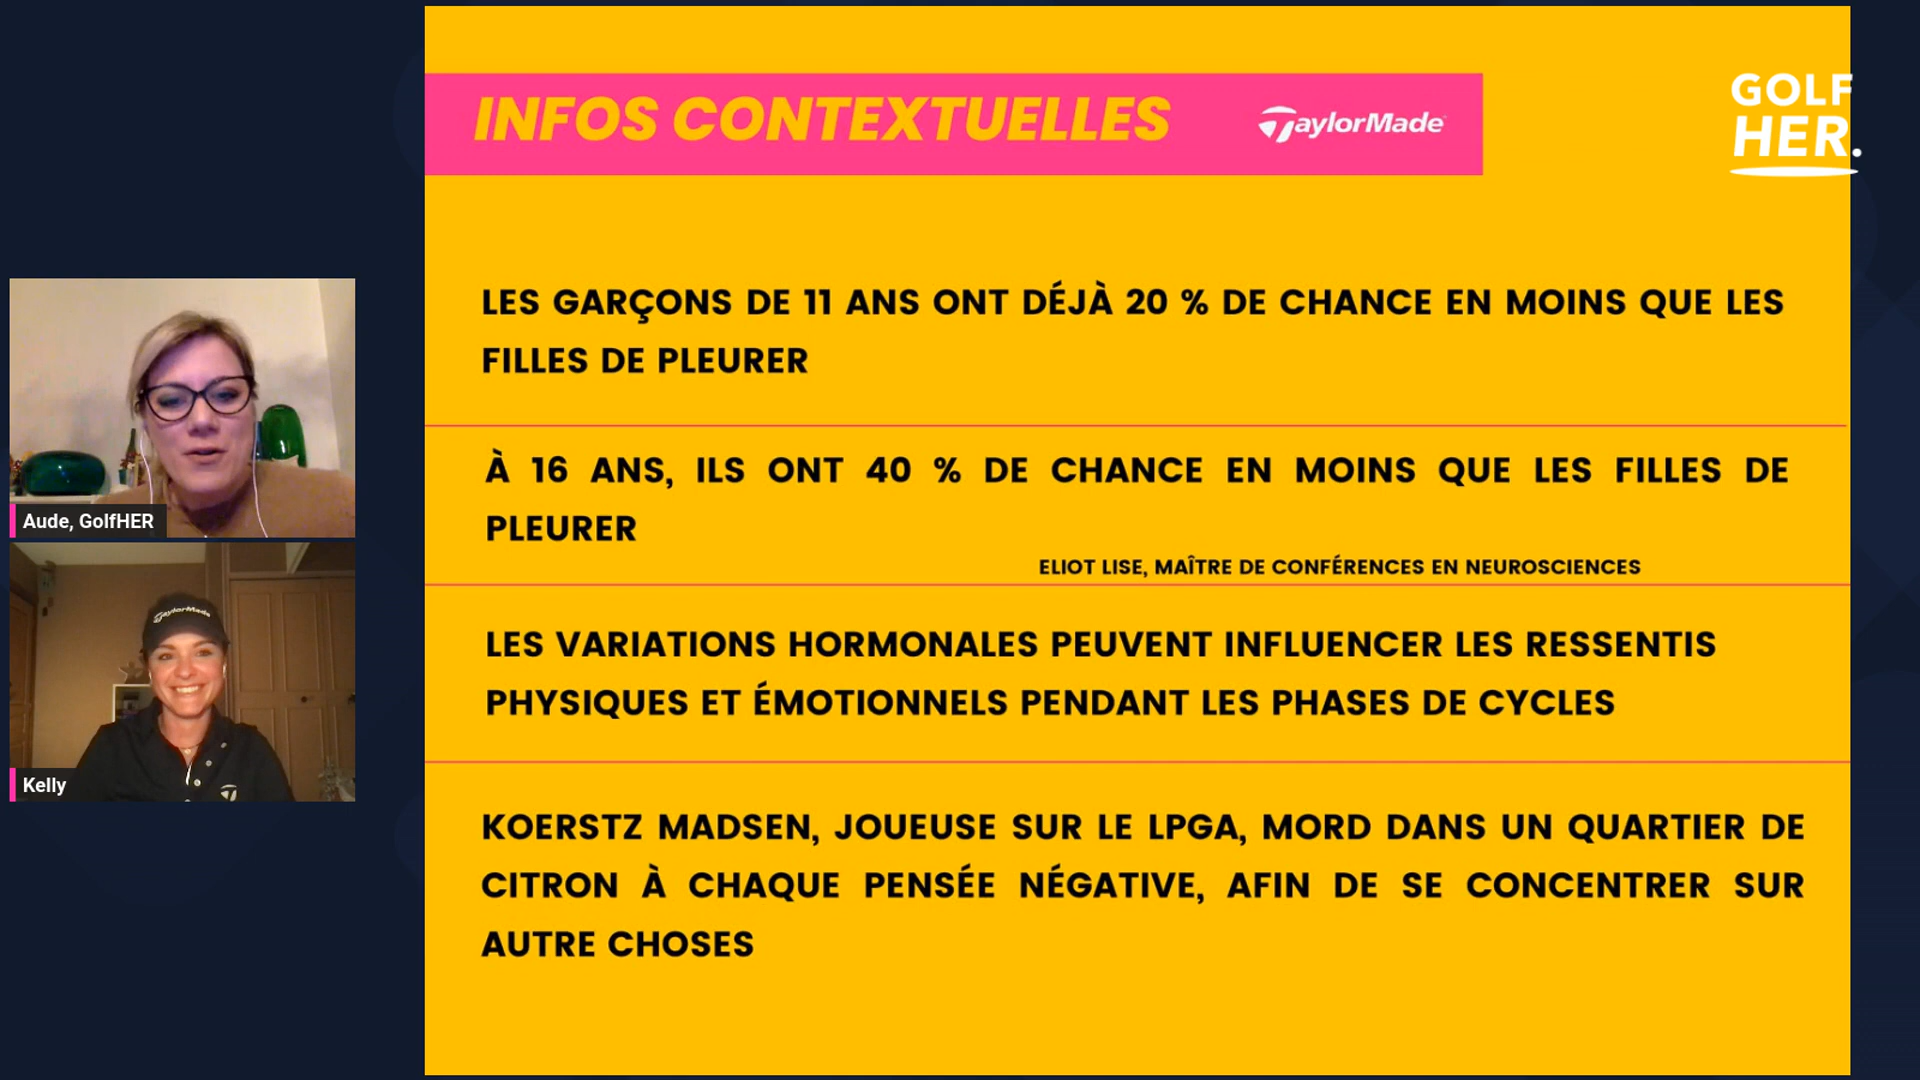 INFOS CONTEXTUELLES
TaylorMade
GOLF
HER.
LES GARÇONS DE 11 ANS ONT DÉJÀ 20 % DE CHANCE EN MOINS QUE LES
FILLES DE PLEURER
À 16 ANS, ILS ONT 40 % DE CHANCE EN MOINS QUE LES FILLES DE
PLEURER
ELIOT LISE, MAÎTRE DE CONFÉRENCES EN NEUROSCIENCES
LES VARIATIONS HORMONALES PEUVENT INFLUENCER LES RESSENTIS
PHYSIQUES ET ÉMOTIONNELS PENDANT LES PHASES DE CYCLES
KOERSTZ MADSEN, JOUEUSE SUR LE LPGA, MORD DANS UN QUARTIER DE
CITRON À CHAQUE PENSÉE NÉGATIVE, AFIN DE SE CONCENTRER SUR
AUTRE CHOSES
Aude, GolfHER
TaylorMade
Kelly